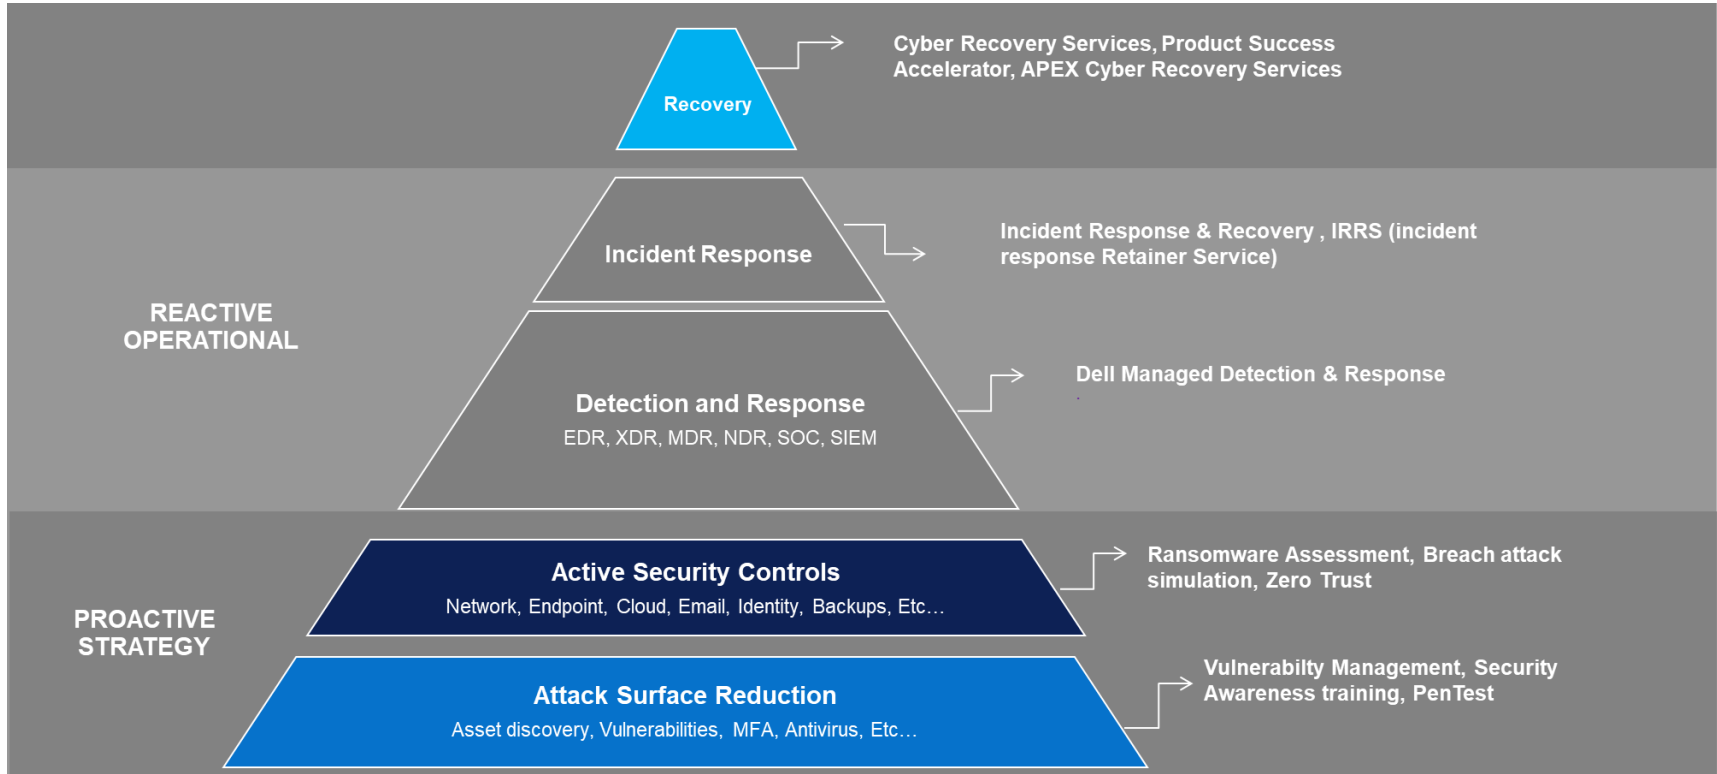 Cyber Recovery Services, Product Success
Accelerator, APEX Cyber Recovery Services
Recovery
Incident Response & Recovery , IRRS (incident
response Retainer Service)
Incident Response
REACTIVE
OPERATIONAL
Dell Managed Detection & Response
Detection and Response
EDR, XDR, MDR, NDR, SOC, SIEM
Ransomware Assessment, Breach attack
simulation, Zero Trust
Active Security Controls
Network, Endpoint, Cloud, Email, Identity, Backups, Etc...
PROACTIVE
STRATEGY
Vulnerabilty Management, Security
Awareness training, PenTest
Attack Surface Reduction
Asset discovery, Vulnerabilities, MFA, Antivirus, Etc...